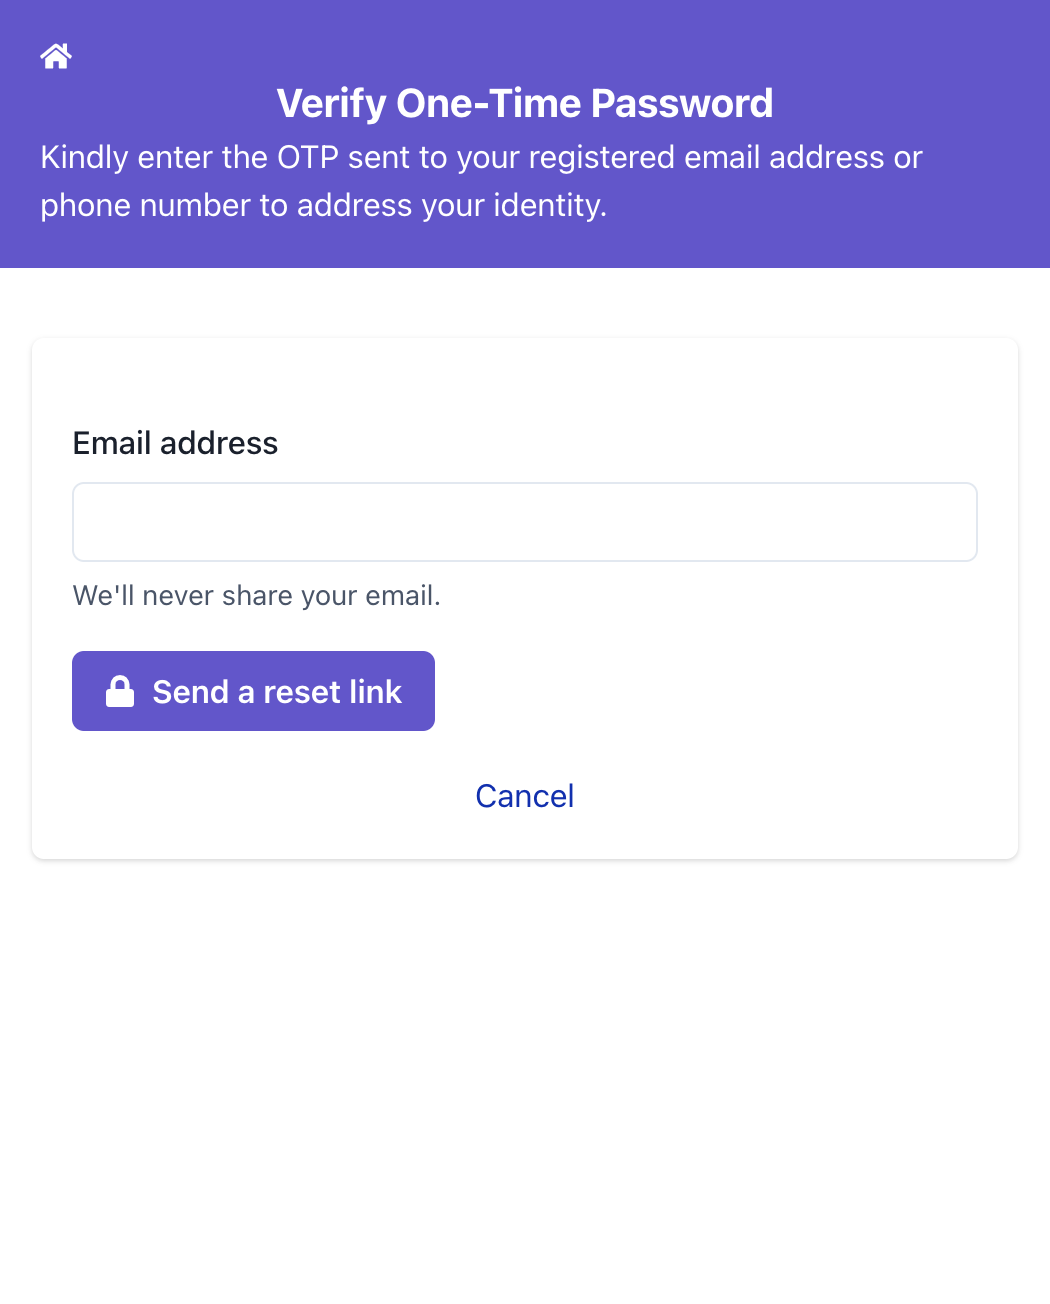 Verify One-Time Password
Kindly enter the OTP sent to your registered email address or
phone number to address your identity.
Email address
We'll never share your email.
Send a reset link
Cancel